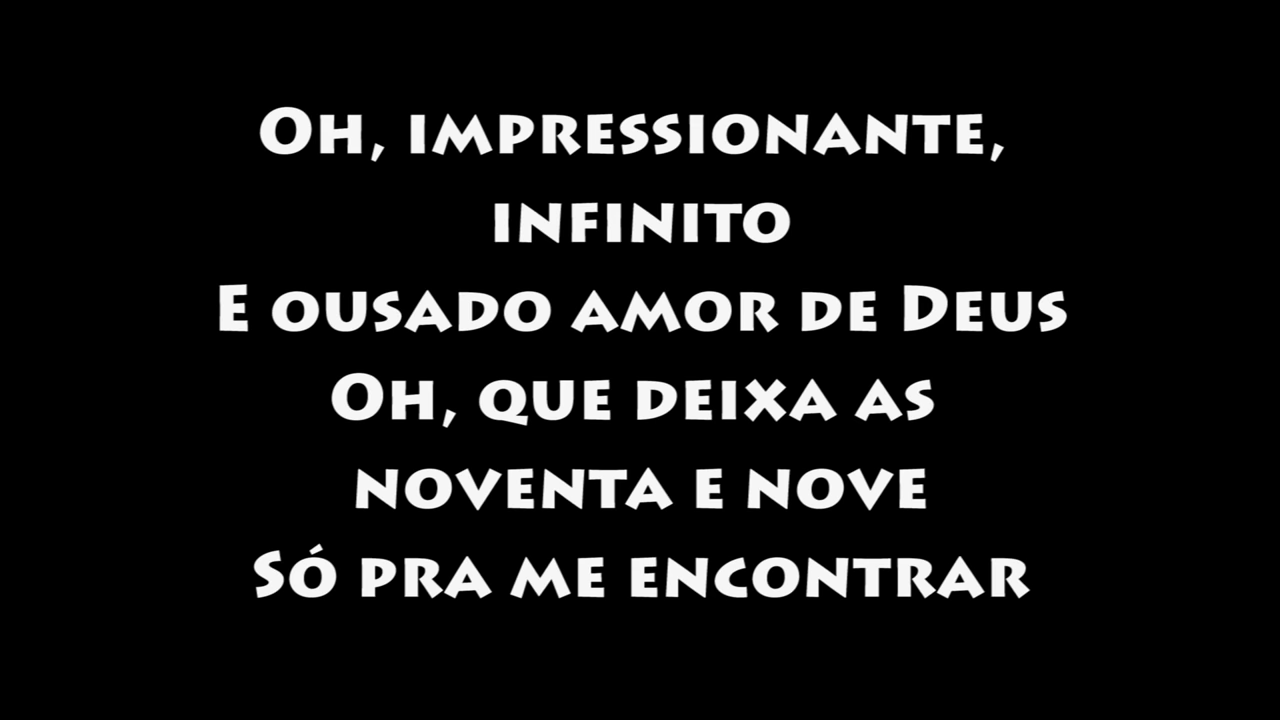 Oh, impressionante,
infinito
E ousado amor de Deus
Oh, que deixa as
noventa e nove
Só pra me encontrar